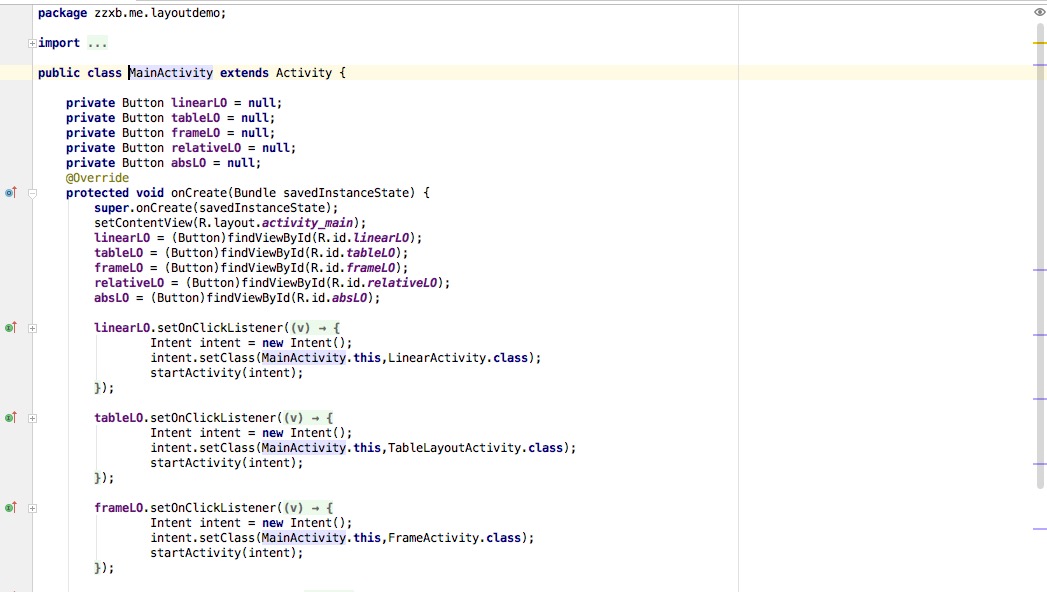 package zzxb.me.layoutdemo;
import ...
public class MainActivity extends Activity {
private Button linearLO = null;
private Button tableLO = null;
private Button frameLO = null;
private Button relativeLO = null;
private Button absLO = null;
@Override
protected void onCreate(Bundle savedInstanceState) {
super.onCreate(savedInstanceState);
setContentView(R.layout.activity_main);
linearLO = (Button)findViewById(R.id.linearLO);
tableLO = (Button)findViewById(R.id.tableLO);
frameLO = (Button)findViewById(R.id.frameLO);
relativeLO = (Button)findViewById(R.id.relativeLO);
absLO = (Button)findViewById(R.id.absLO);
linearLO.setOnClickListener((v) → {
Intent intent = new Intent();
intent.setClass(MainActivity.this,LinearActivity.class);
startActivity(intent);
});
tableLO.setOnClickListener((v) → {
Intent intent = new Intent();
intent.setClass(MainActivity.this,TableLayoutActivity.class);
startActivity(intent);
});
frameLO.setOnClickListener((v) → {
Intent intent = new Intent();
intent.setClass(MainActivity.this,FrameActivity.class);
startActivity(intent);
});